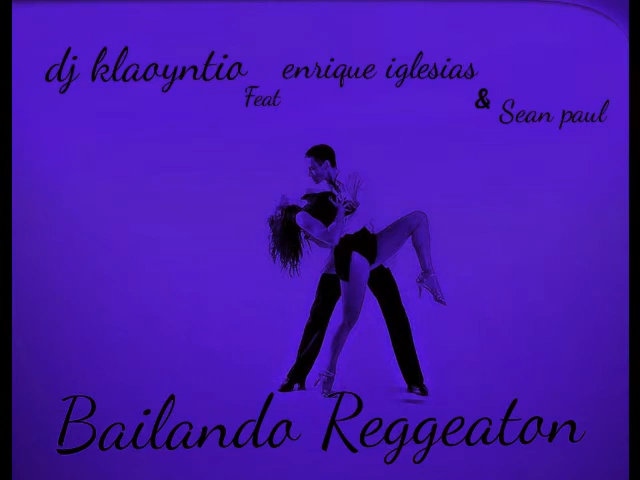 dj klaoyntio enrique iglesias
Feat & Sean paul
Bailando Reggeaton